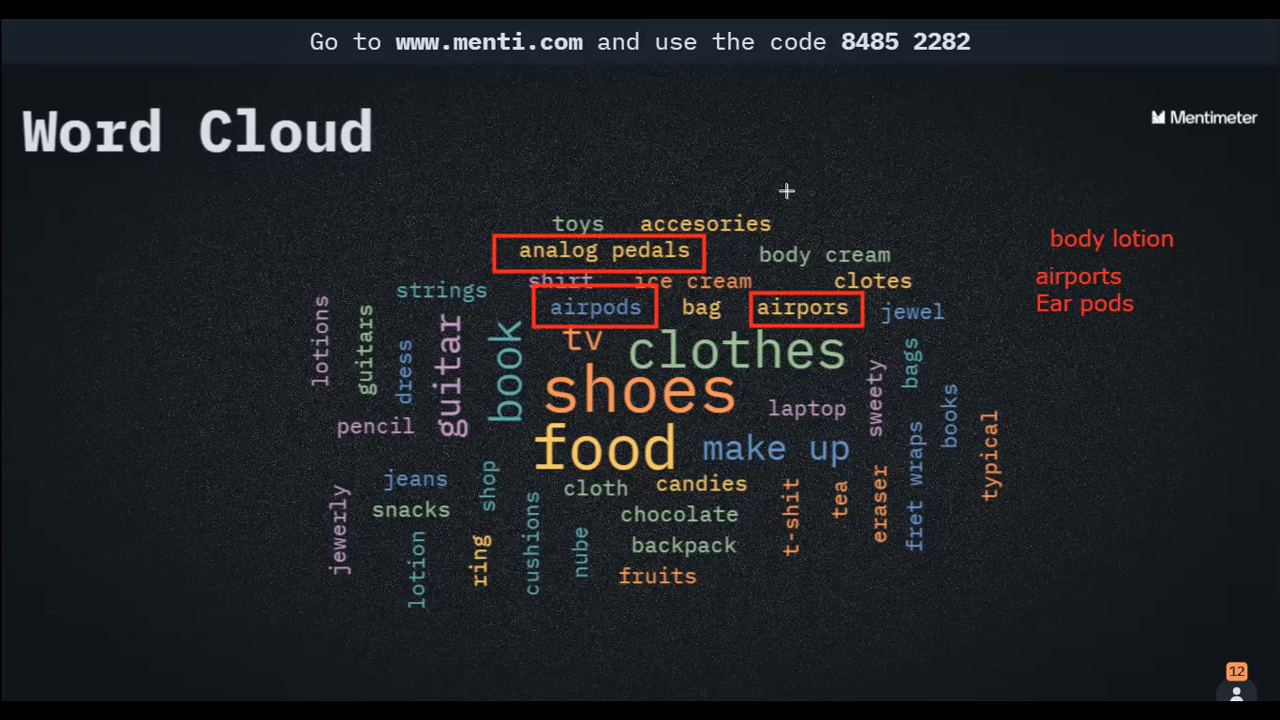 Go to www.menti.com and use the code 8485 2282
Word Cloud
Mentimeter
toys accesories
analog pedals
body cream
body lotion
shirt ice cream clotes
airports
strings
airpods bag airpors jewel
Ear pods
lotions
guitars
dress
guitar
book
tv clothes
shoes
laptop
sweety
bags
books
typical
pencil
food make up
jeans
shop
cloth candies
snacks
chocolate
jewerly
lotion
ring
cushions
nube
backpack
fruits
t-shit
tea
eraser
fret wraps
12